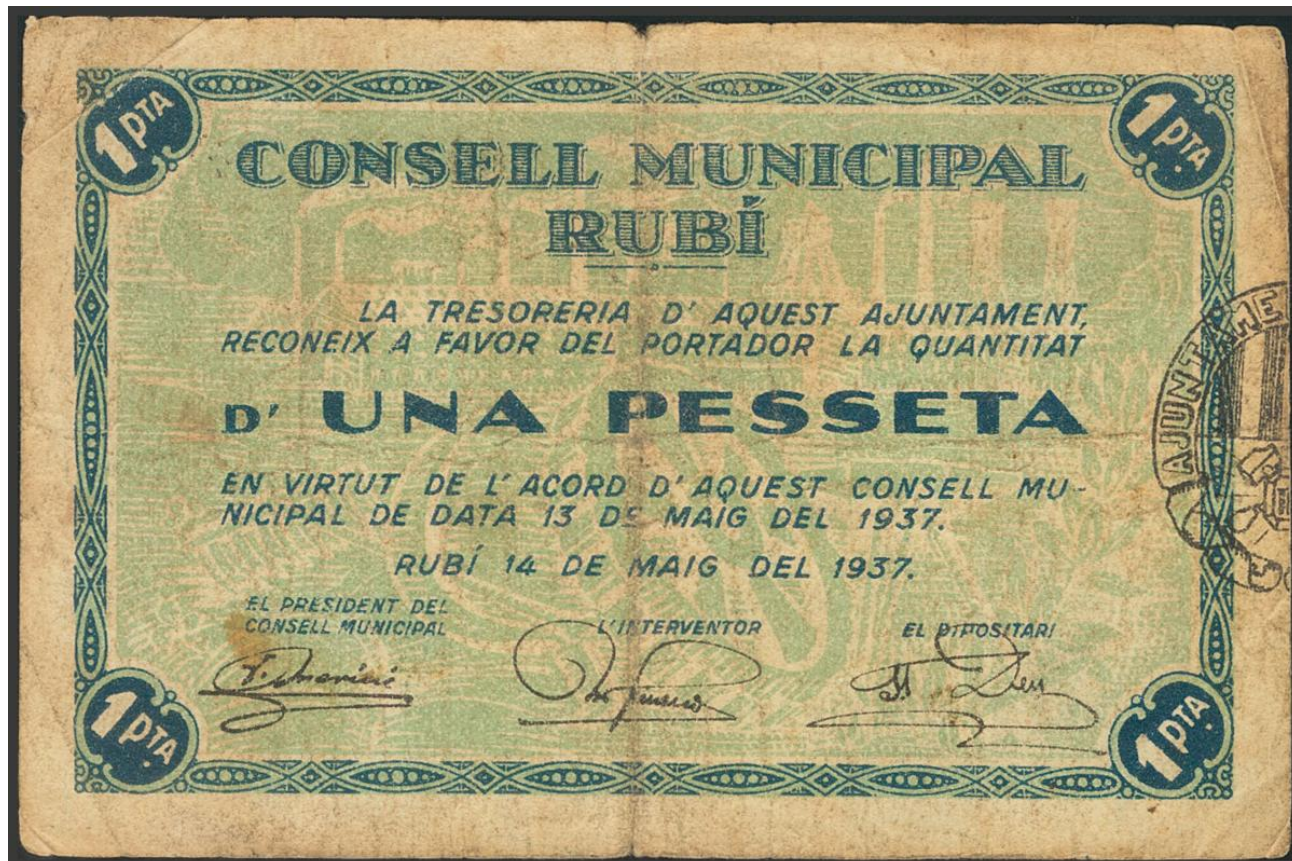 1 PTA
1 PTA
CONSELL MUNICIPAL
RUBÍ
LA TRESORERIA D' AQUEST AJUNTAMENT,
RECONEIX A FAVOR DEL PORTADOR LA QUANTITAT
D' UNA PESSETA
AJUNTAME
EN VIRTUT DE L'ACORD D'AQUEST CONSELL MU-
NICIPAL DE DATA 13 DE MAIG DEL 1937.
RUBÍ 14 DE MAIG DEL 1937.
EL PRESIDENT DEL
CONSELL MUNICIPAL
L'INTERVENTOR
EL DIPOSITARI
1 PTA
1 PTA